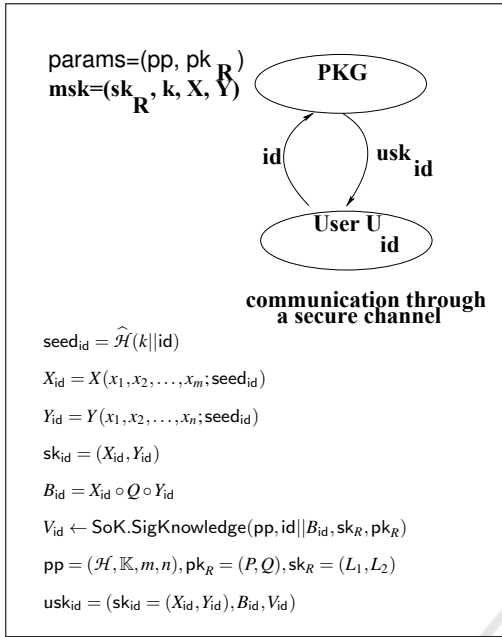 params=(pp, pk_R)
msk=(sk_R, k, X, Y)
PKG
id
usk_id
User U_id
communication through
a secure channel
seed_id = Ĥ(k||id)
X_id = X(x_1,x_2,...,x_m;seed_id)
Y_id = Y(x_1,x_2,...,x_n;seed_id)
sk_id = (X_id,Y_id)
B_id = X_id ∘ Q ∘ Y_id
V_id ← SoK.SigKnowledge(pp,id||B_id,sk_R,pk_R)
pp = (ℋ,𝕂,m,n),pk_R = (P,Q),sk_R = (L_1,L_2)
usk_id = (sk_id = (X_id,Y_id),B_id,V_id)